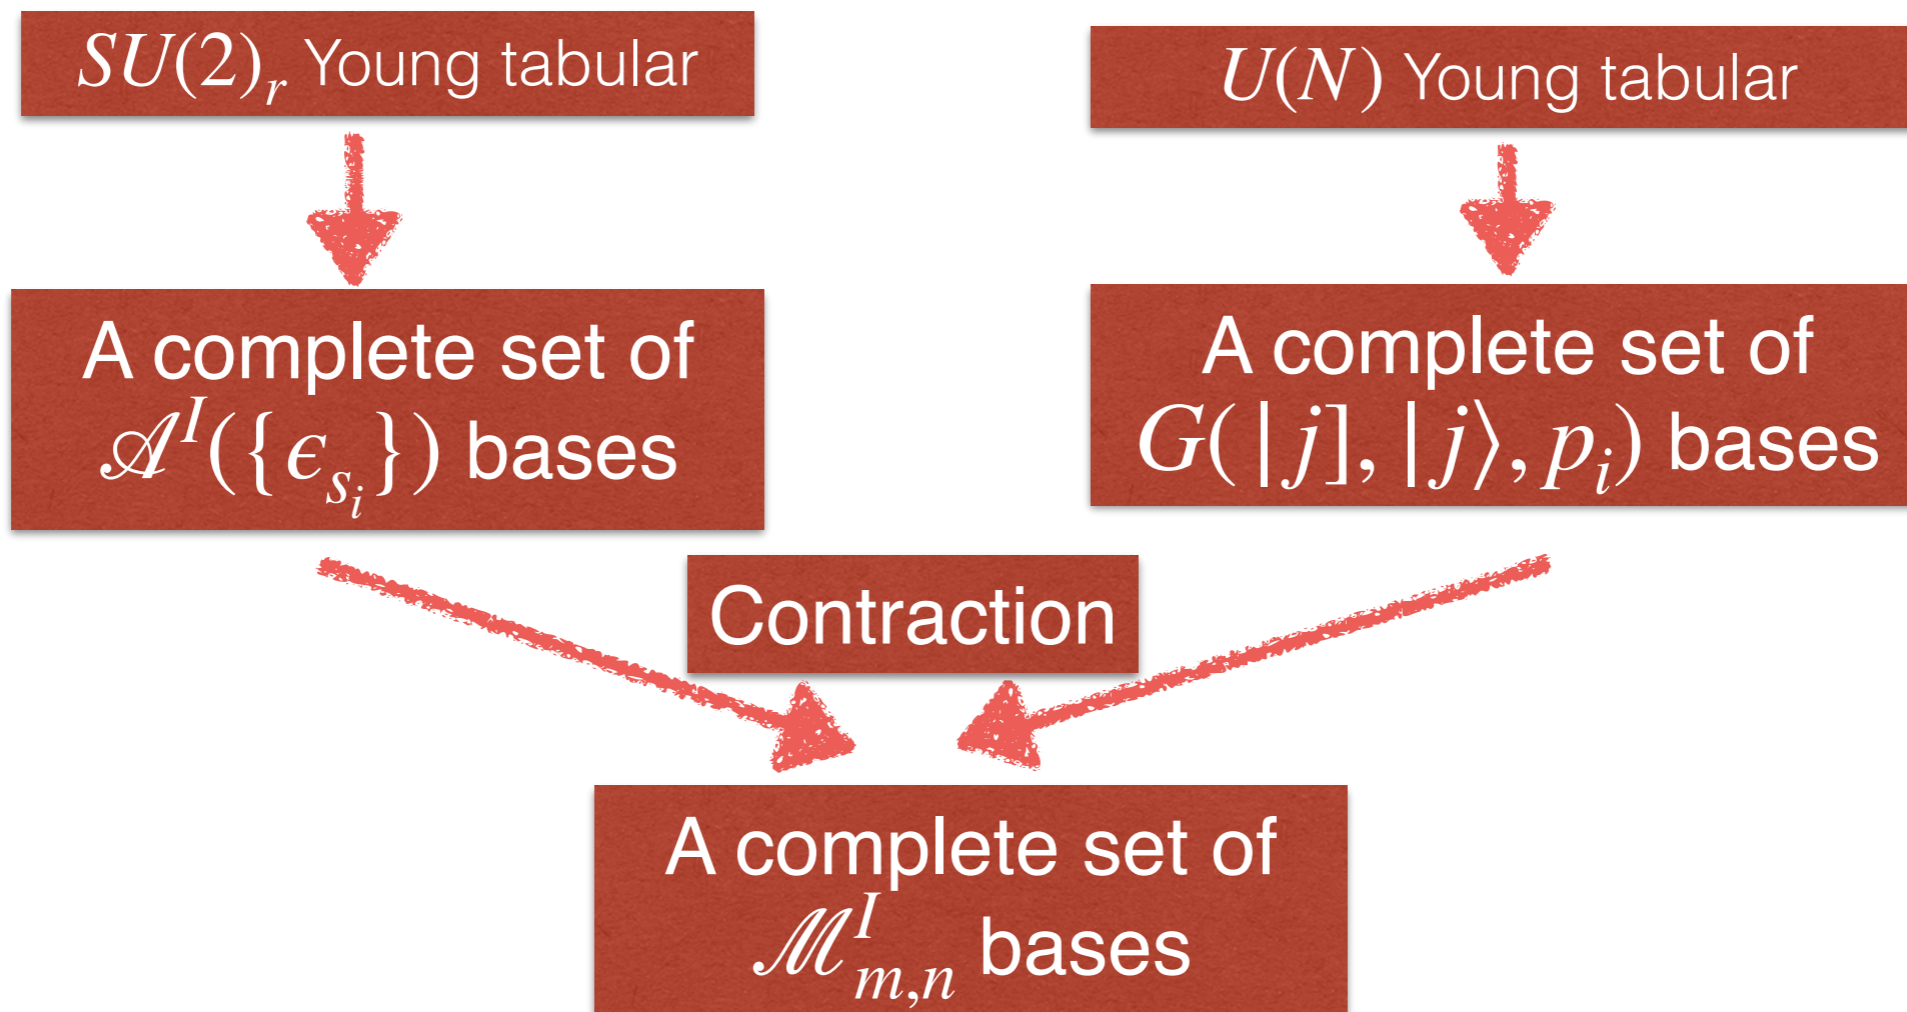 SU(2)_r Young tabular
U(N) Young tabular
A complete set of
𝒜^I({ϵ_{s_i}}) bases
A complete set of
G(|j], |j⟩, p_i) bases
Contraction
A complete set of
ℳ^I_{m,n} bases